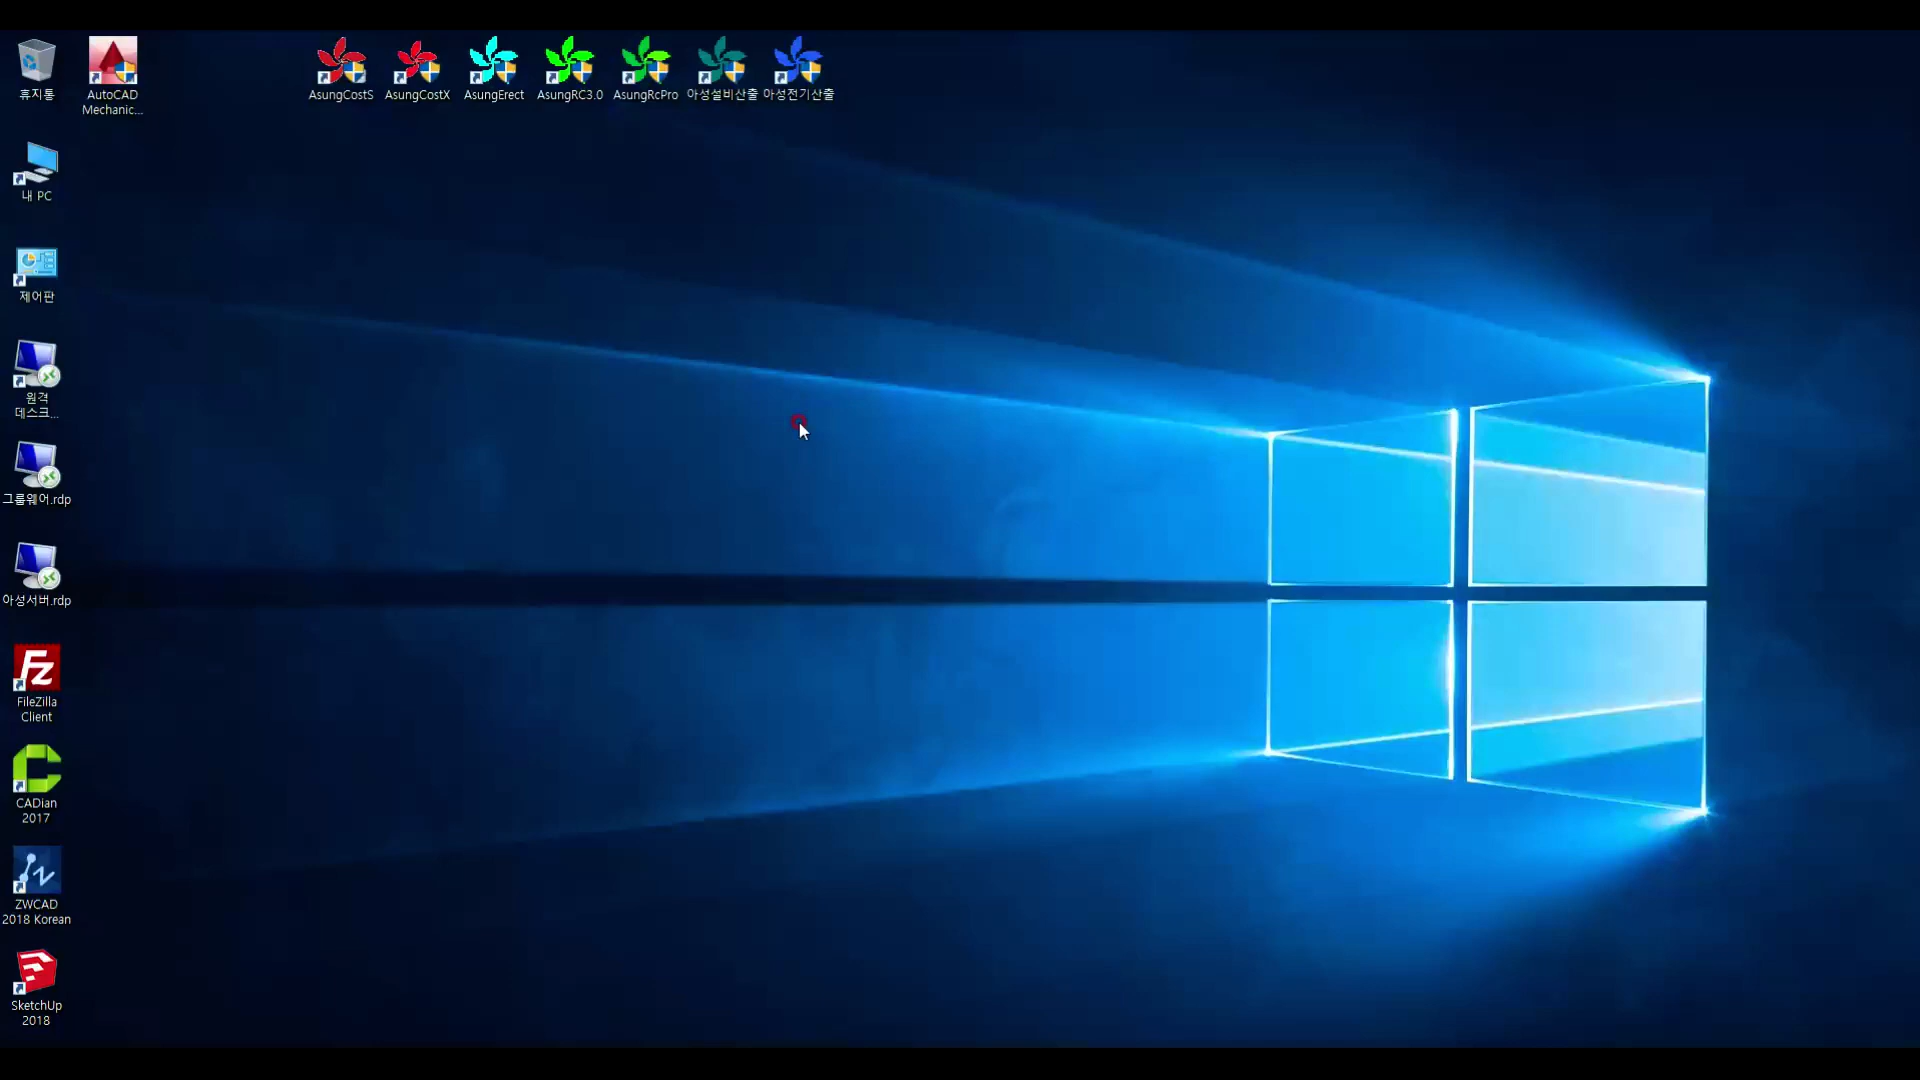 휴지통
AutoCAD
Mechanic...
AsungCostS
AsungCostX
AsungErect
AsungRC3.0
AsungRcPro
아성설비산출
아성전기산출
내 PC
제어판
원격
데스크...
그룹웨어.rdp
아성서버.rdp
FileZilla
Client
CADian
2017
ZWCAD
2018 Korean
SketchUp
2018